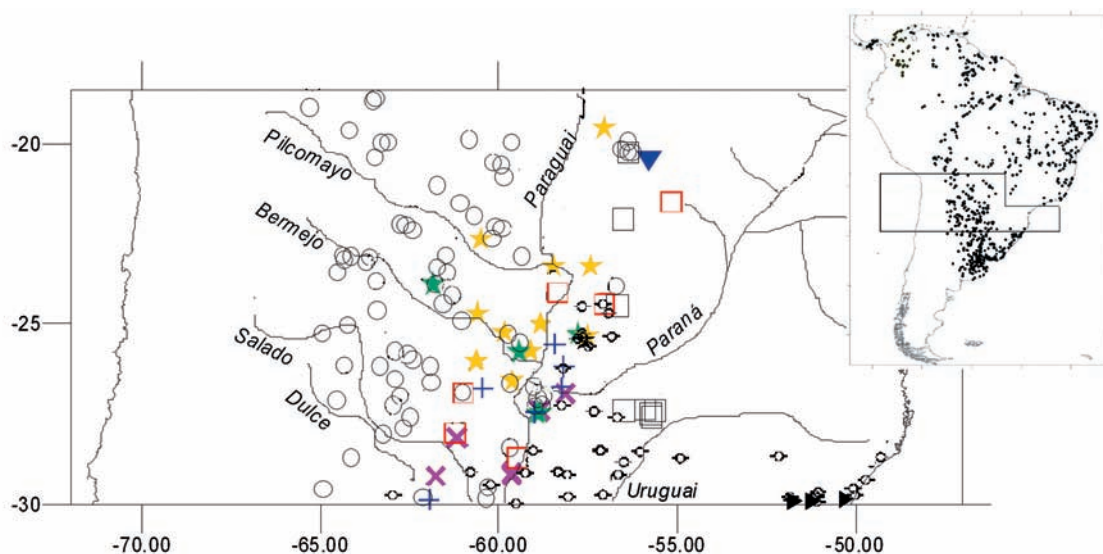 -20
-25
-30
Pilcomayo
Bermejo
Salado
Dulce
Paraguai
Paraná
Uruguai
-70.00
-65.00
-60.00
-55.00
-50.00